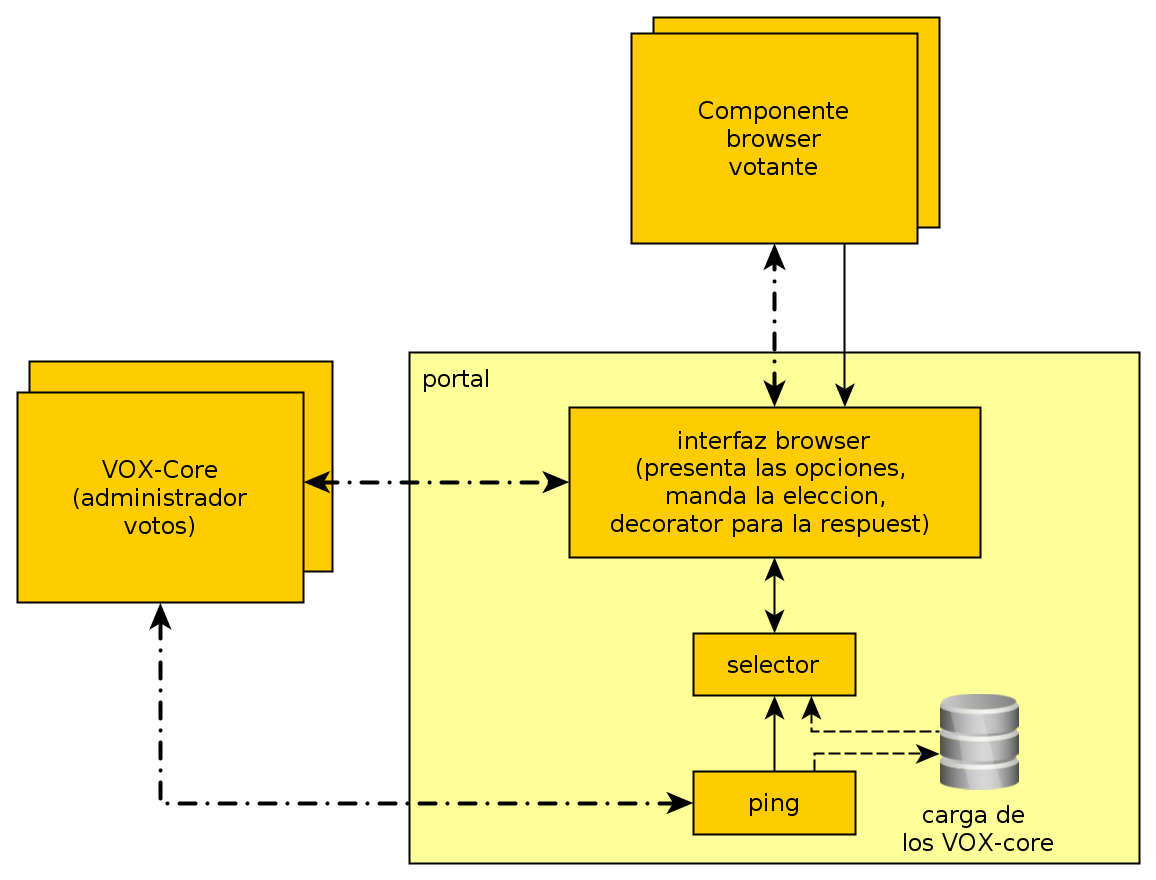 Componente
browser
votante
portal
interfaz browser
(presenta las opciones,
manda la eleccion,
decorator para la respuest)
VOX-Core
(administrador
votos)
selector
ping
carga de
los VOX-core